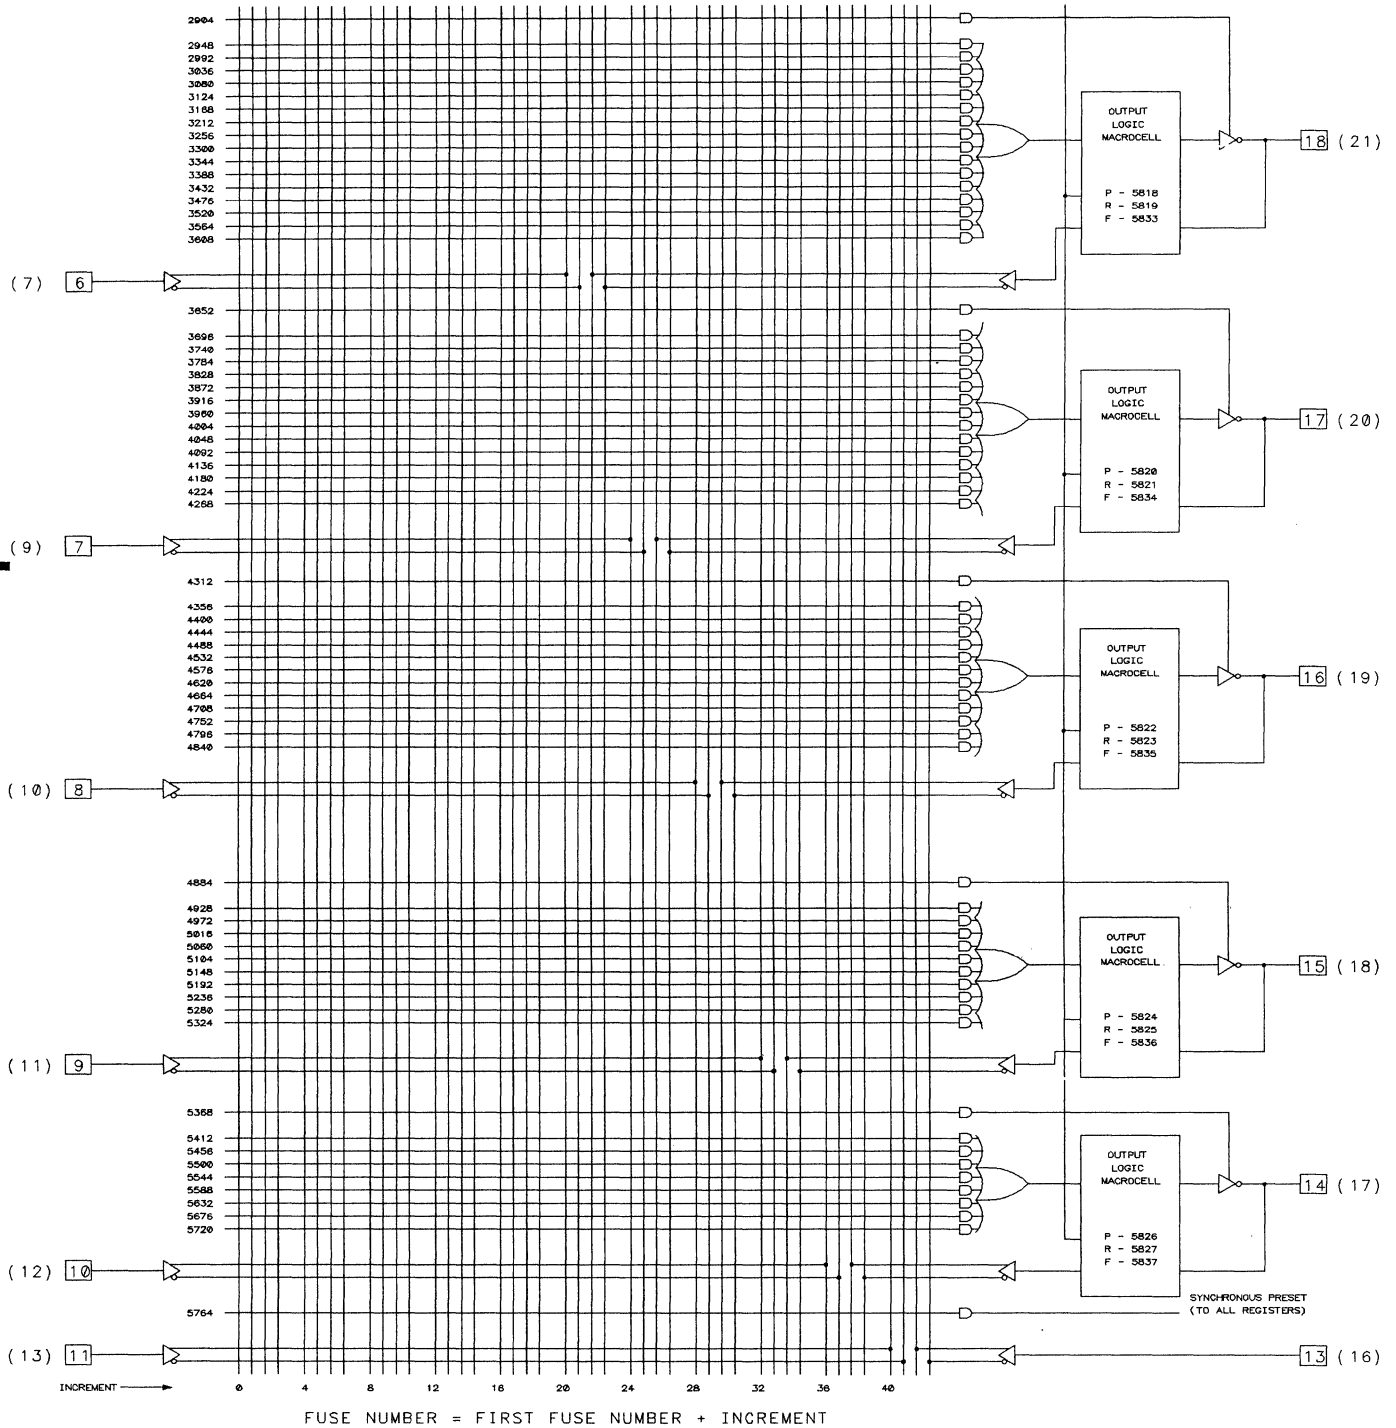 2904
2948
2992
3036
3080
3124
3168
3212
3256
3300
3344
3388
3432
3476
3520
3564
3608
OUTPUT
LOGIC
MACROCELL
P - 5818
R - 5819
F - 5833
18 (21)
(7) 6
3652
3696
3740
3784
3828
3872
3916
3960
4004
4048
4092
4136
4180
4224
4268
OUTPUT
LOGIC
MACROCELL
P - 5820
R - 5821
F - 5834
17 (20)
(9) 7
4312
4356
4400
4444
4488
4532
4576
4620
4664
4708
4752
4796
4840
OUTPUT
LOGIC
MACROCELL
P - 5822
R - 5823
F - 5835
16 (19)
(10) 8
4884
4928
4972
5016
5060
5104
5148
5192
5236
5280
5324
OUTPUT
LOGIC
MACROCELL
P - 5824
R - 5825
F - 5836
15 (18)
(11) 9
5368
5412
5456
5500
5544
5588
5632
5676
5720
OUTPUT
LOGIC
MACROCELL
P - 5826
R - 5827
F - 5837
14 (17)
(12) 10
5764
SYNCHRONOUS PRESET
(TO ALL REGISTERS)
(13) 11
13 (16)
INCREMENT 0 4 8 12 16 20 24 28 32 36 40
FUSE NUMBER = FIRST FUSE NUMBER + INCREMENT